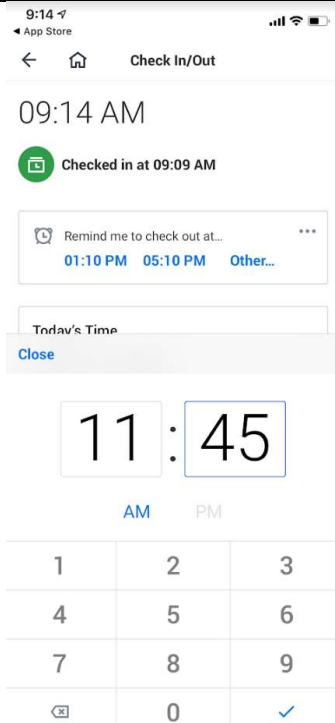 9:14
◀ App Store
Check In/Out
09:14 AM
Checked in at 09:09 AM
Remind me to check out at...
01:10 PM 05:10 PM Other...
Today's Time
Close
11 : 45
AM PM
1 2 3
4 5 6
7 8 9
0